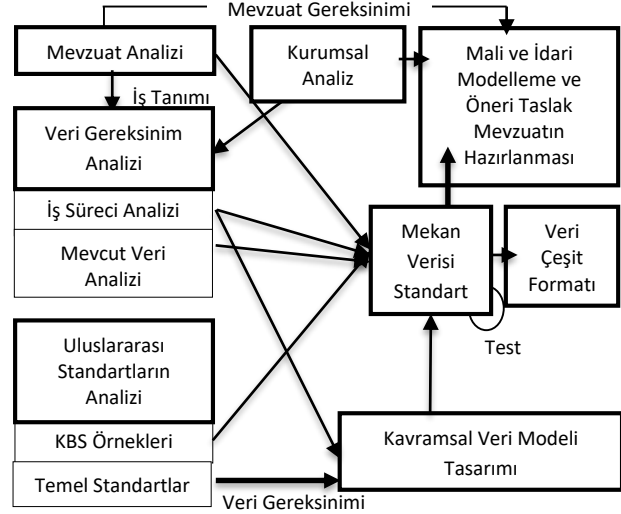 Mevzuat Gereksinimi
Mevzuat Analizi
Kurumsal
Analiz
Mali ve İdari
Modelleme ve
Öneri Taslak
Mevzuatın
Hazırlanması
İş Tanımı
Veri Gereksinim
Analizi
İş Süreci Analizi
Mevcut Veri
Analizi
Mekan
Verisi
Standart
Veri
Çeşit
Formatı
Test
Uluslararası
Standartların
Analizi
KBS Örnekleri
Temel Standartlar
Kavramsal Veri Modeli
Tasarımı
Veri Gereksinimi